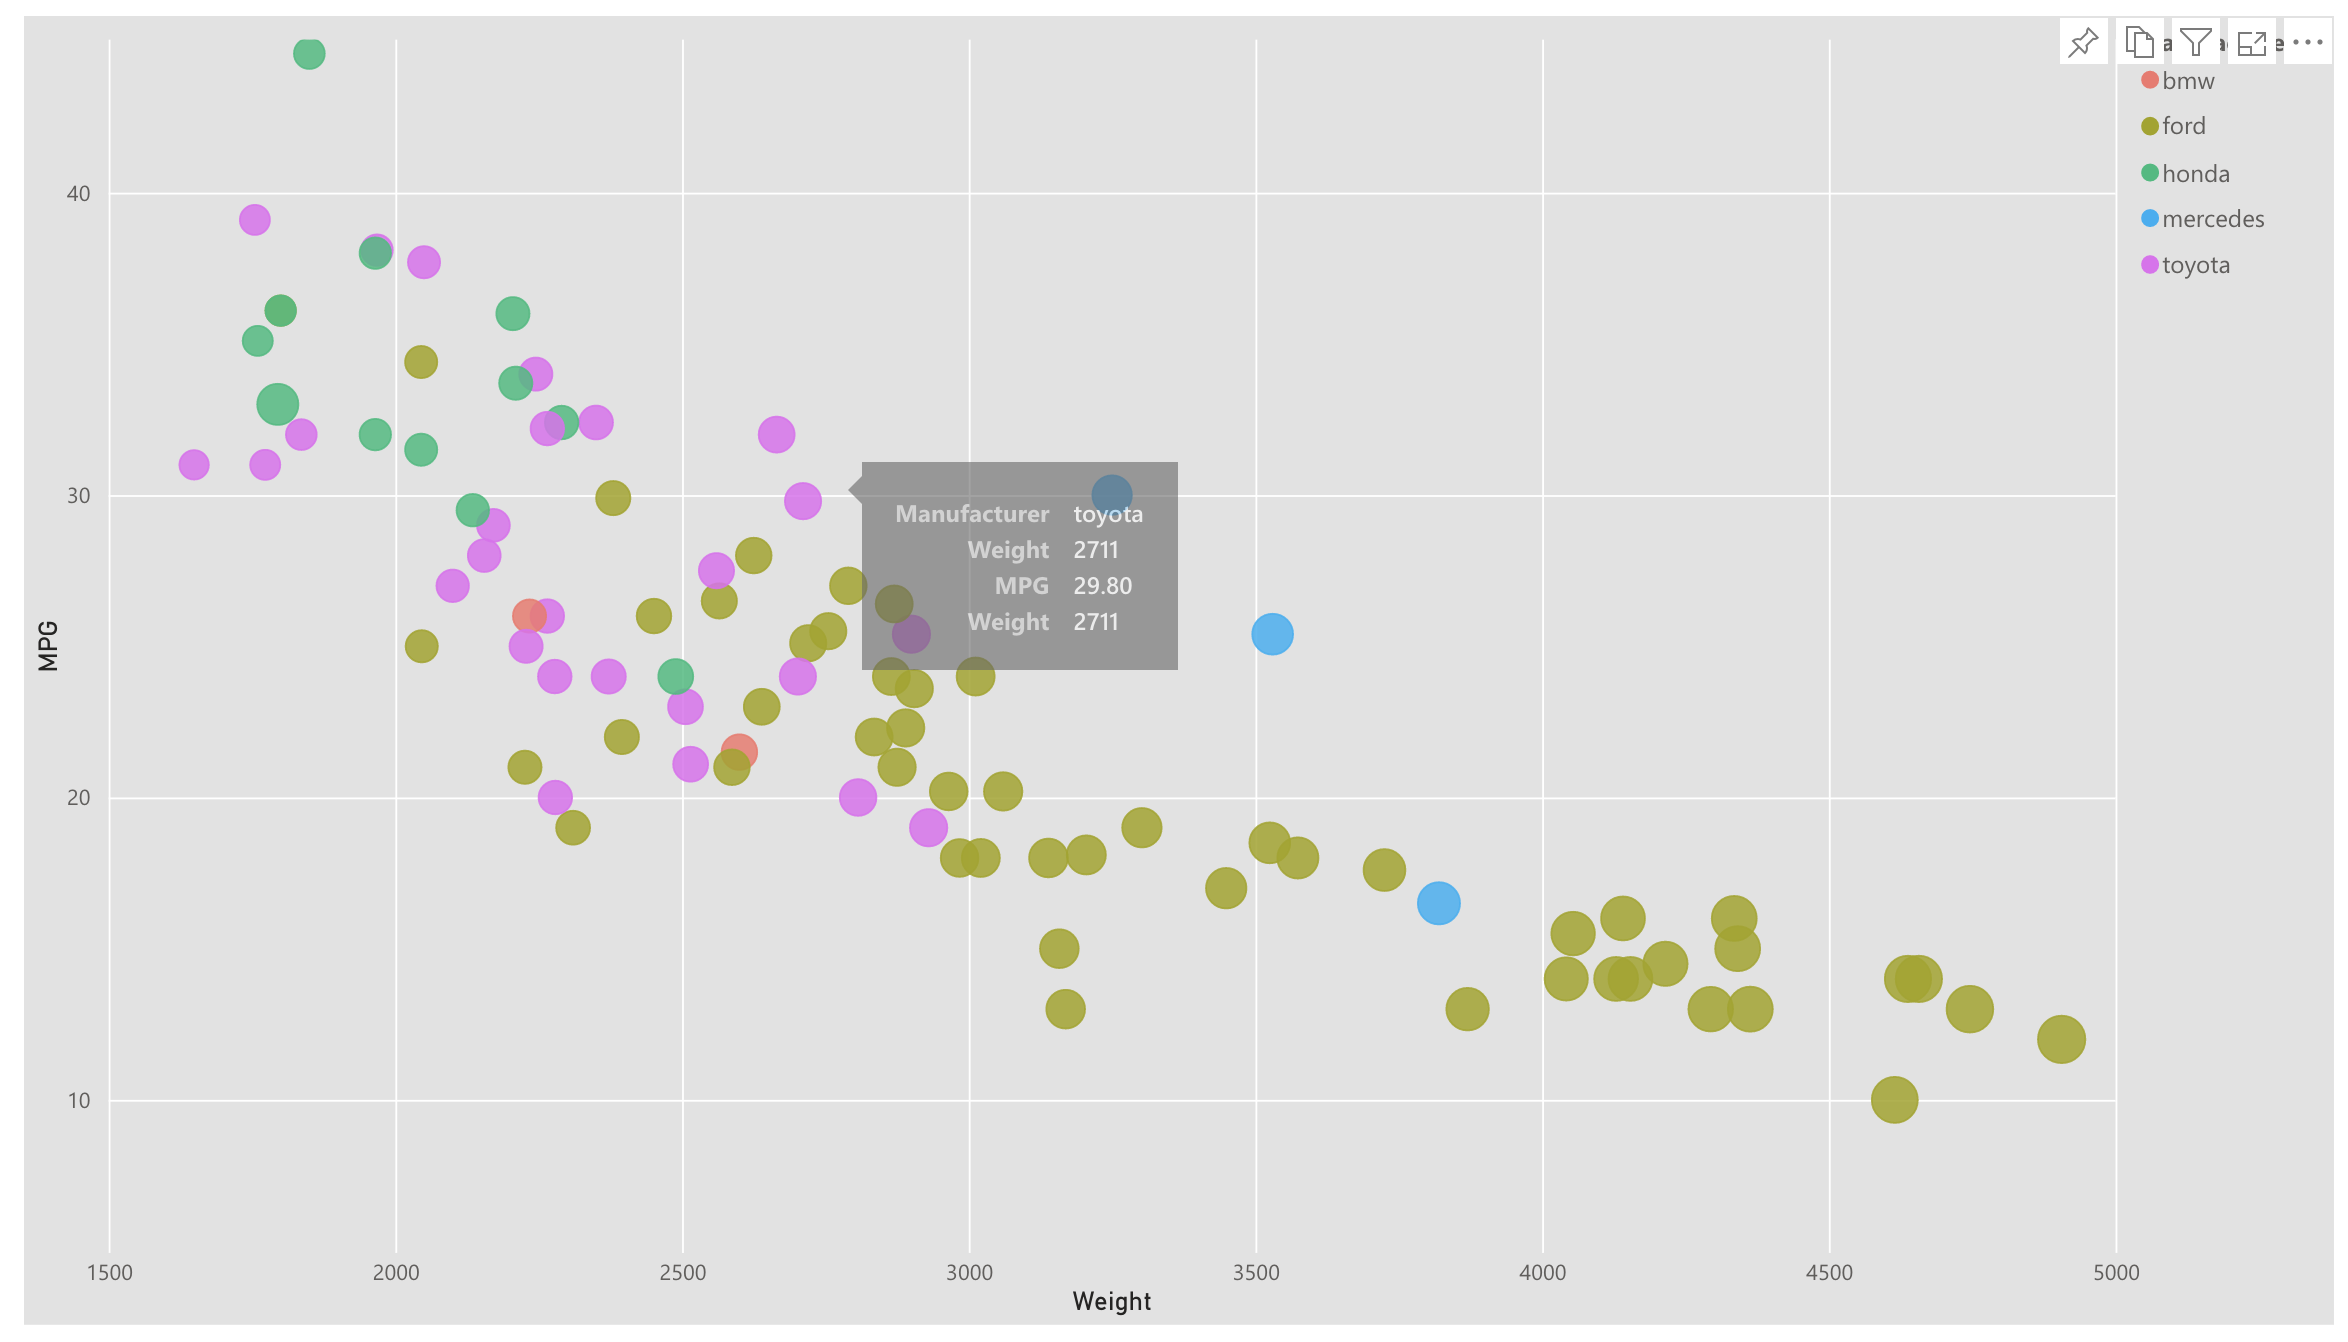 bmw
ford
honda
mercedes
toyota
40
30
20
10
MPG
Manufacturer toyota
Weight 2711
MPG 29.80
Weight 2711
1500 2000 2500 3000 3500 4000 4500 5000
Weight